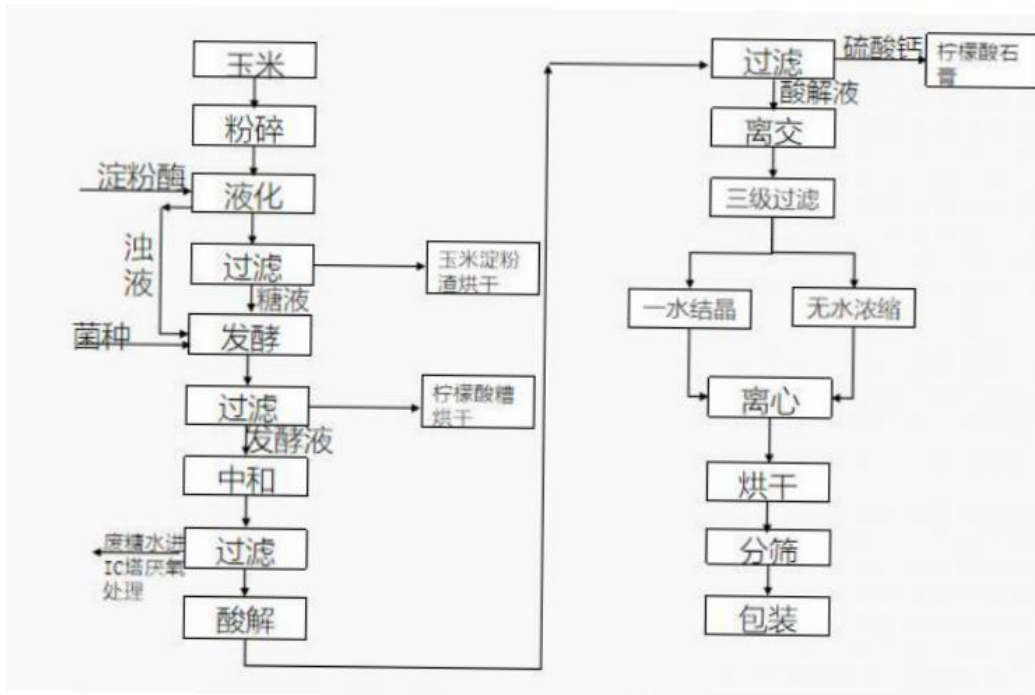 玉米
粉碎
淀粉酶
液化
浊
液
过滤
玉米淀粉
渣烘干
糖液
菌种
发酵
过滤
柠檬酸糟
烘干
发酵液
中和
过滤
废糖水进
IC塔厌氧
处理
酸解
过滤
硫酸钙
柠檬酸石
膏
酸解液
离交
三级过滤
一水结晶
无水浓缩
离心
烘干
分筛
包装